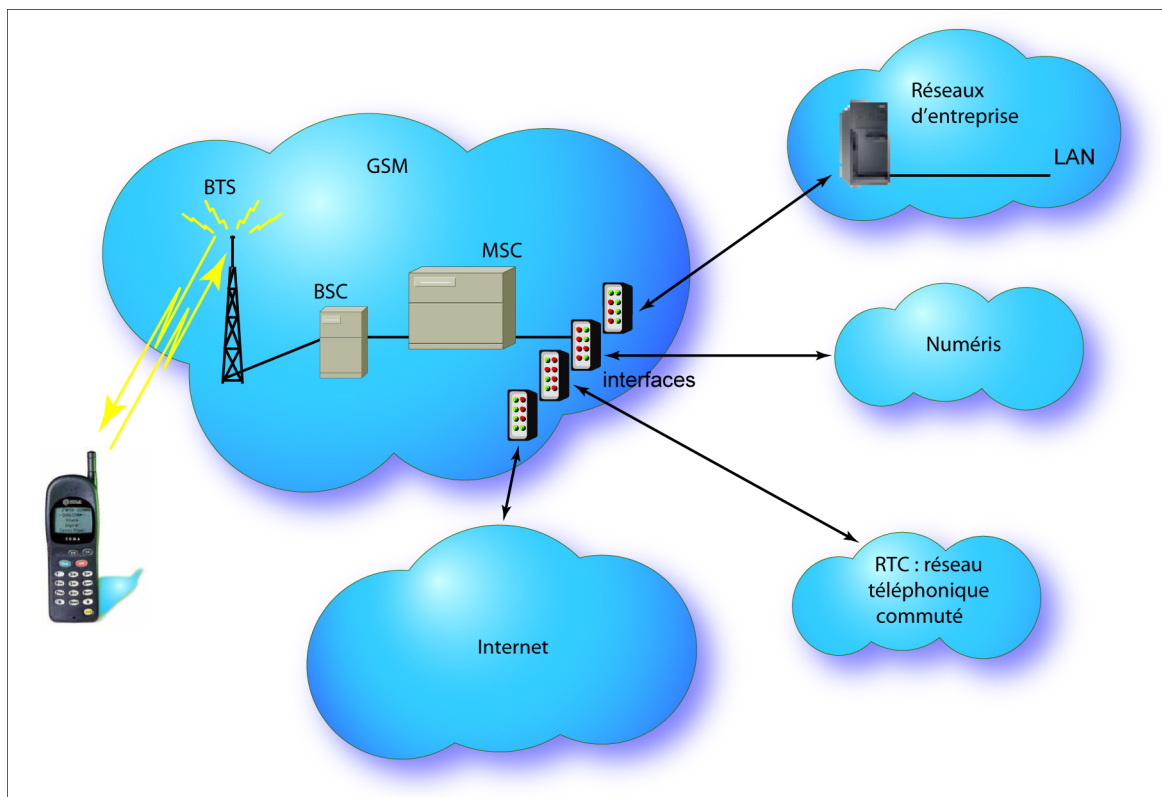 GSM
BTS
MSC
BSC
interfaces
Réseaux
d'entreprise
LAN
Numéris
RTC : réseau
téléphonique
commuté
Internet